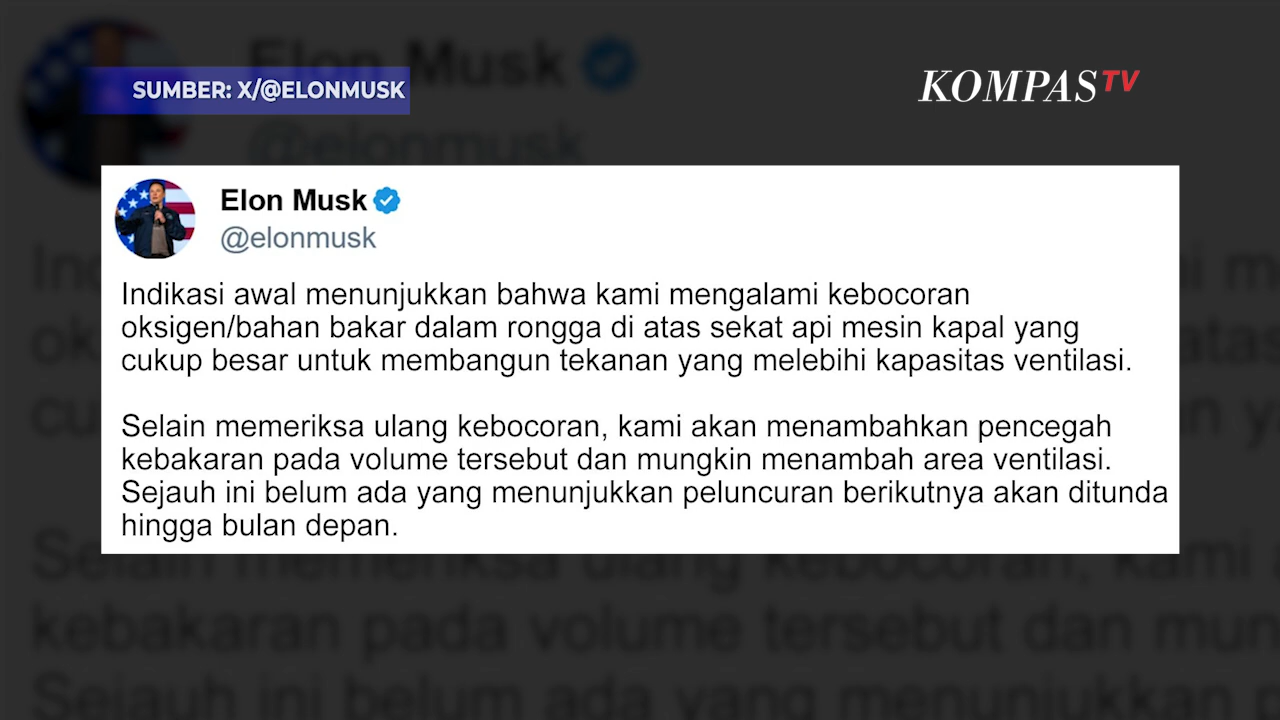 SUMBER: X/@ELONMUSK
KOMPASTV
Elon Musk
@elonmusk
Indikasi awal menunjukkan bahwa kami mengalami kebocoran
oksigen/bahan bakar dalam rongga di atas sekat api mesin kapal yang
cukup besar untuk membangun tekanan yang melebihi kapasitas ventilasi.
Selain memeriksa ulang kebocoran, kami akan menambahkan pencegah
kebakaran pada volume tersebut dan mungkin menambah area ventilasi.
Sejauh ini belum ada yang menunjukkan peluncuran berikutnya akan ditunda
hingga bulan depan.